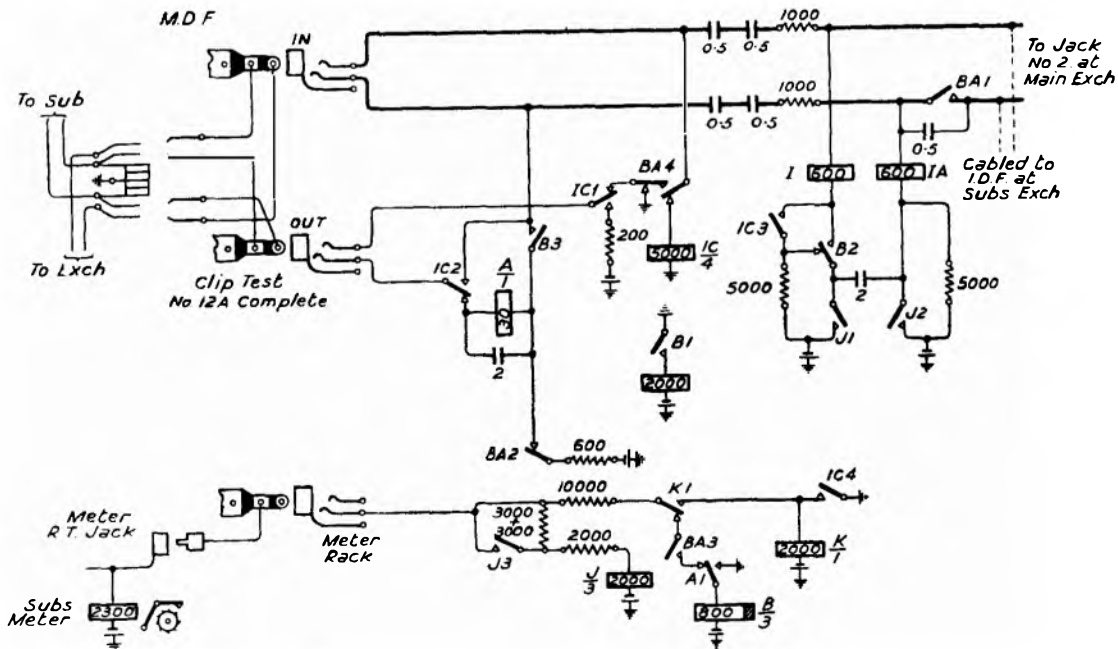 M.D.F
IN
1000
0·5 0·5
To Jack
No 2. at
Main Exch
To Sub
1000
BA1
0·5 0·5
0·5
Cabled to
I.D.F. at
Subs Exch
I
600
600
IA
BA4
IC1
OUT
200
5000
IC/4
IC3
B2
B3
To Exch
Clip Test
No 12A Complete
IC2
A/1
30
2
5000
2
J1
J2
5000
B1
2000
BA2
600
10000
K1
IC4
Meter
R.T. Jack
Meter
Rack
3000
+
3000
J3
2000
J/3
2000
BA3
A1
2000
K/1
Subs
Meter
2300
800
B/3